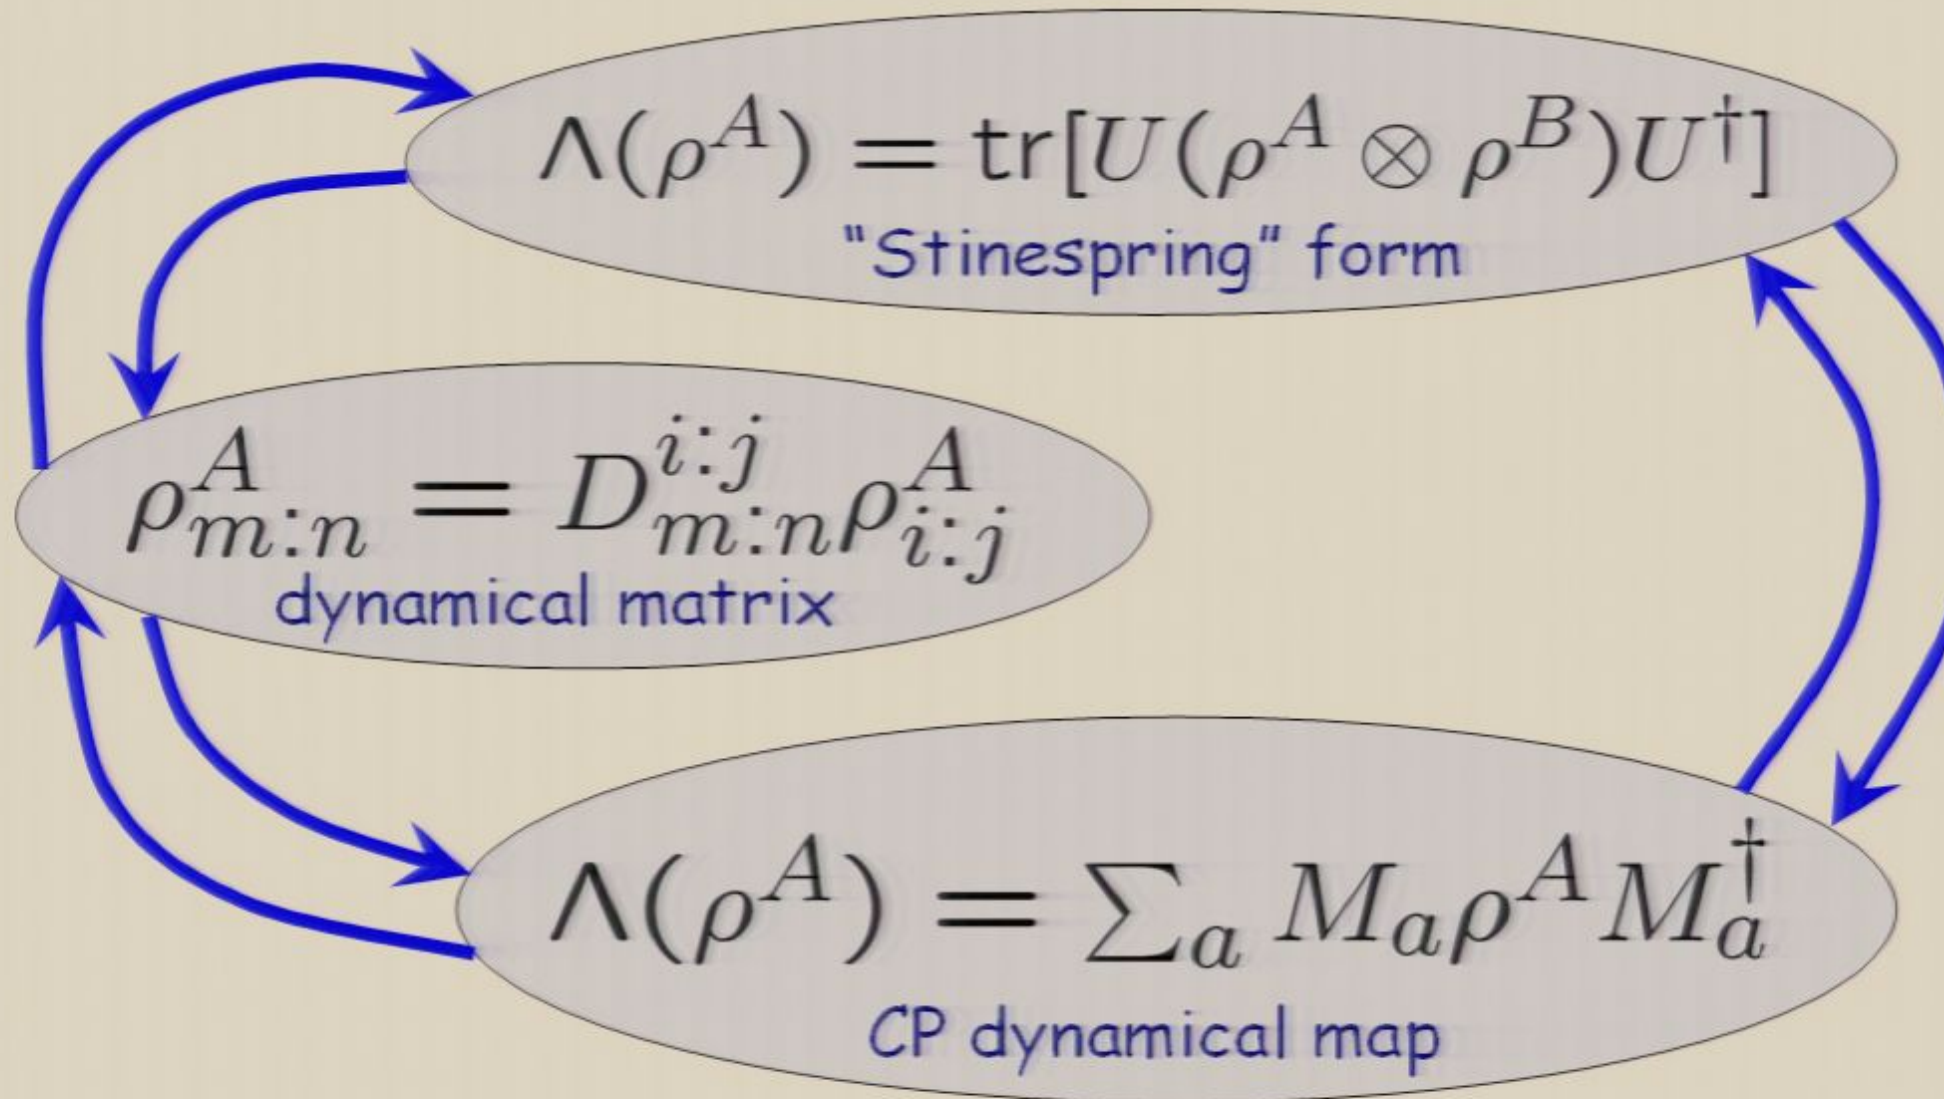 Λ(ρ^A) = tr[U(ρ^A ⊗ ρ^B)U^†]
“Stinespring” form
ρ^A_{m:n} = D^{i:j}_{m:n} ρ^A_{i:j}
dynamical matrix
Λ(ρ^A) = ∑_a M_a ρ^A M_a^†
CP dynamical map